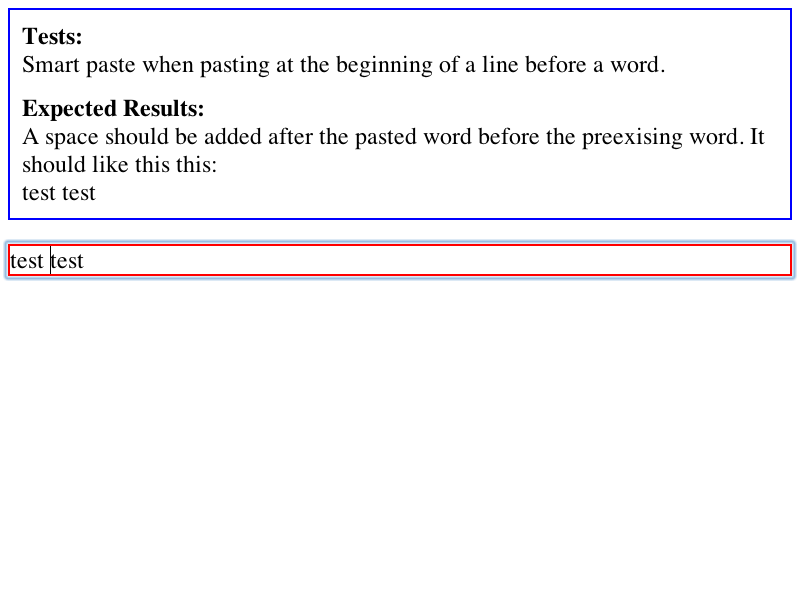 Tests:
Smart paste when pasting at the beginning of a line before a word.
Expected Results:
A space should be added after the pasted word before the preexising word. It
should like this this:
test test
test test